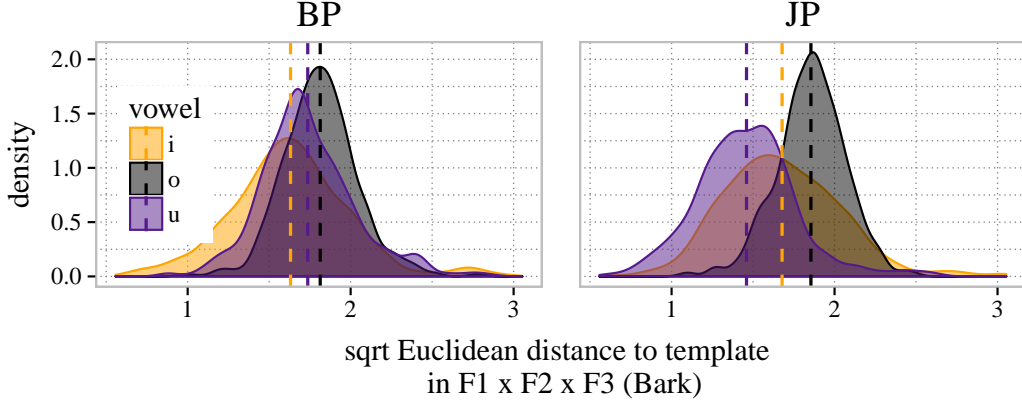 BP
JP
density
2.0
1.5
1.0
0.5
0.0
vowel
i
o
u
1
2
3
1
2
3
sqrt Euclidean distance to template
in F1 x F2 x F3 (Bark)